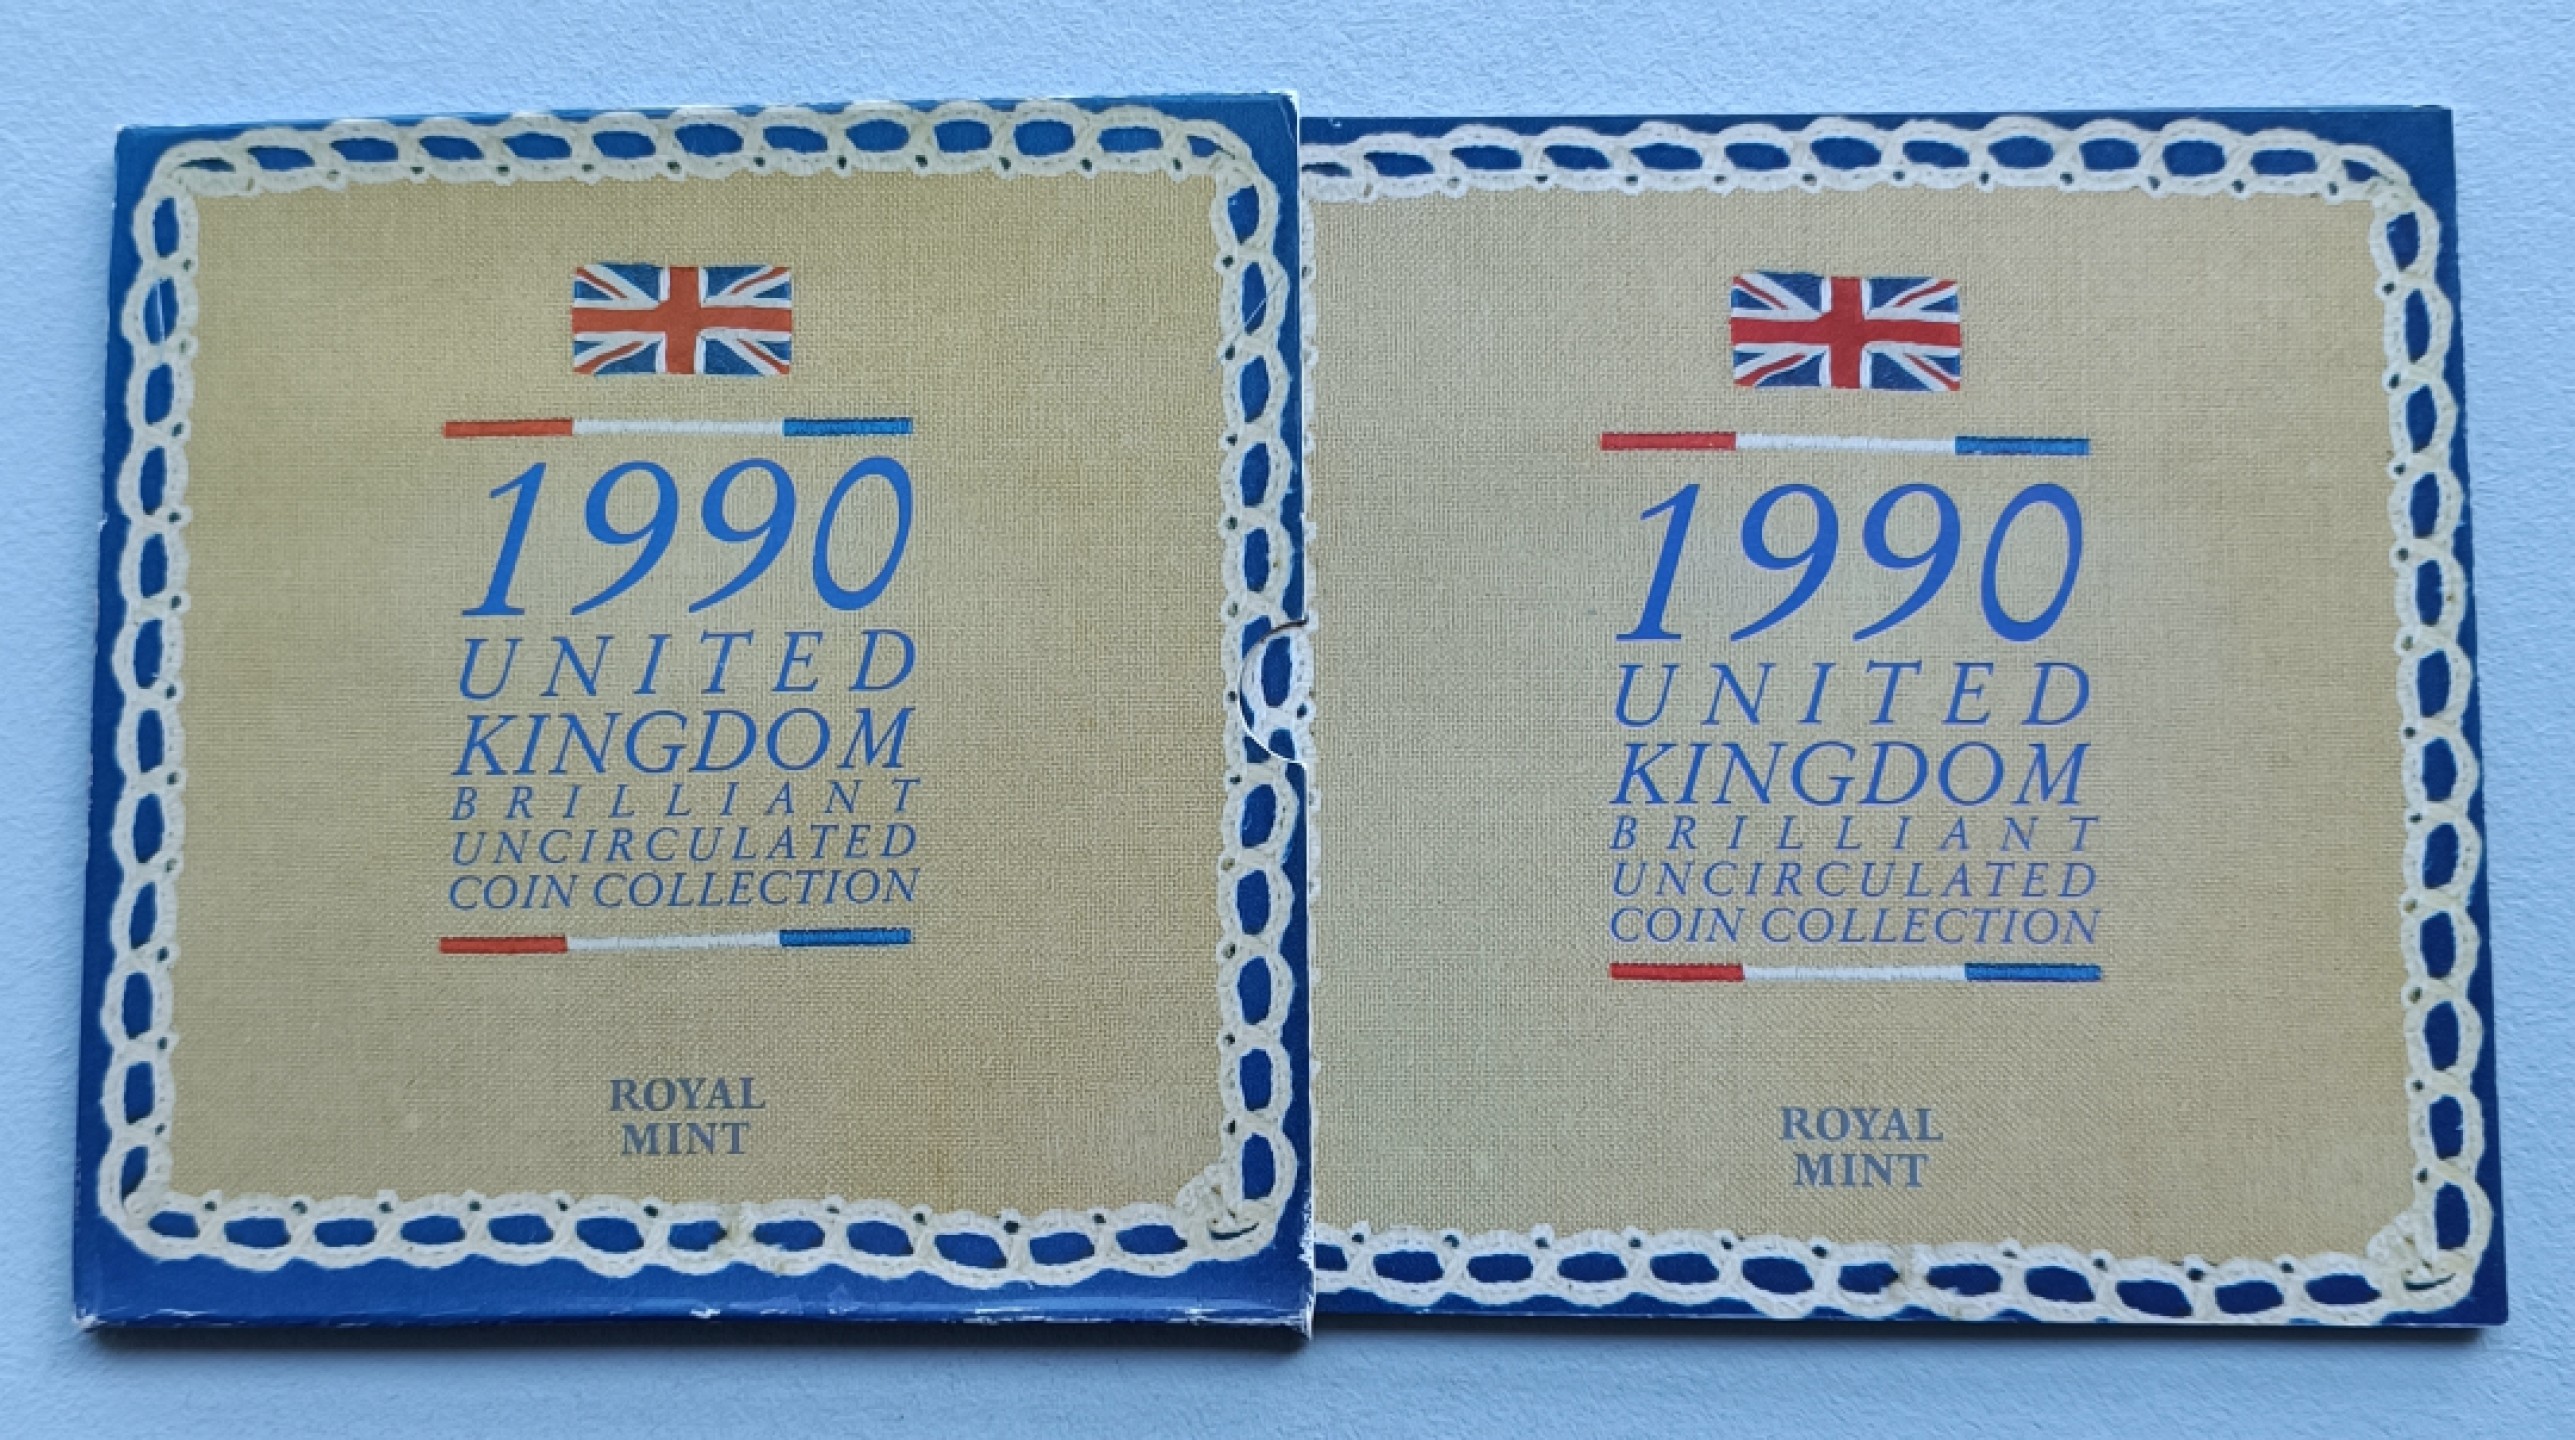 1990
UNITED
KINGDOM
BRILLIANT
UNCIRCULATED
COIN COLLECTION
ROYAL
MINT
1990
UNITED
KINGDOM
BRILLIANT
UNCIRCULATED
COIN COLLECTION
ROYAL
MINT